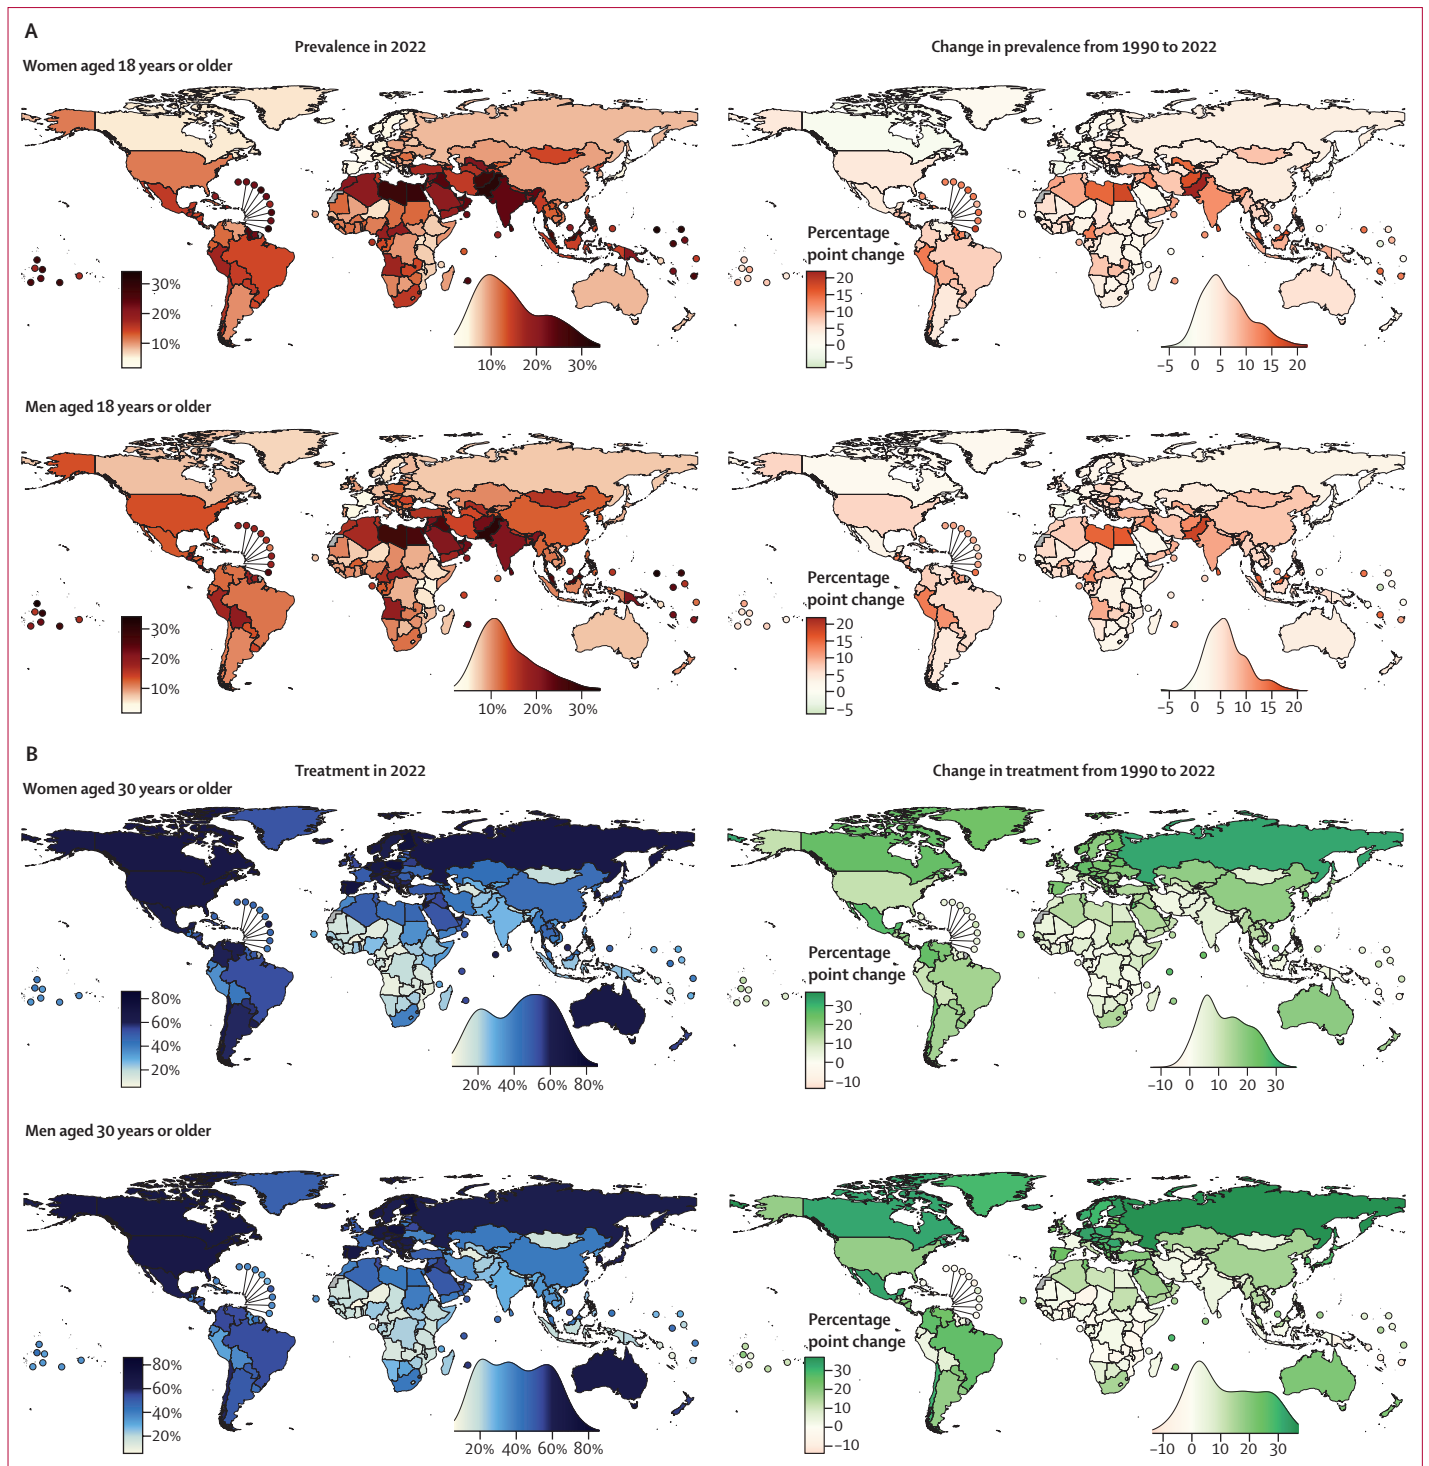 A
Prevalence in 2022
Change in prevalence from 1990 to 2022
Women aged 18 years or older
30%
20%
10%
10% 20% 30%
Percentage
point change
20
15
10
5
0
–5
–5 0 5 10 15 20
Men aged 18 years or older
30%
20%
10%
10% 20% 30%
Percentage
point change
20
15
10
5
0
–5
–5 0 5 10 15 20
B
Treatment in 2022
Change in treatment from 1990 to 2022
Women aged 30 years or older
80%
60%
40%
20%
20% 40% 60% 80%
Percentage
point change
30
20
10
0
–10
–10 0 10 20 30
Men aged 30 years or older
80%
60%
40%
20%
20% 40% 60% 80%
Percentage
point change
30
20
10
0
–10
–10 0 10 20 30